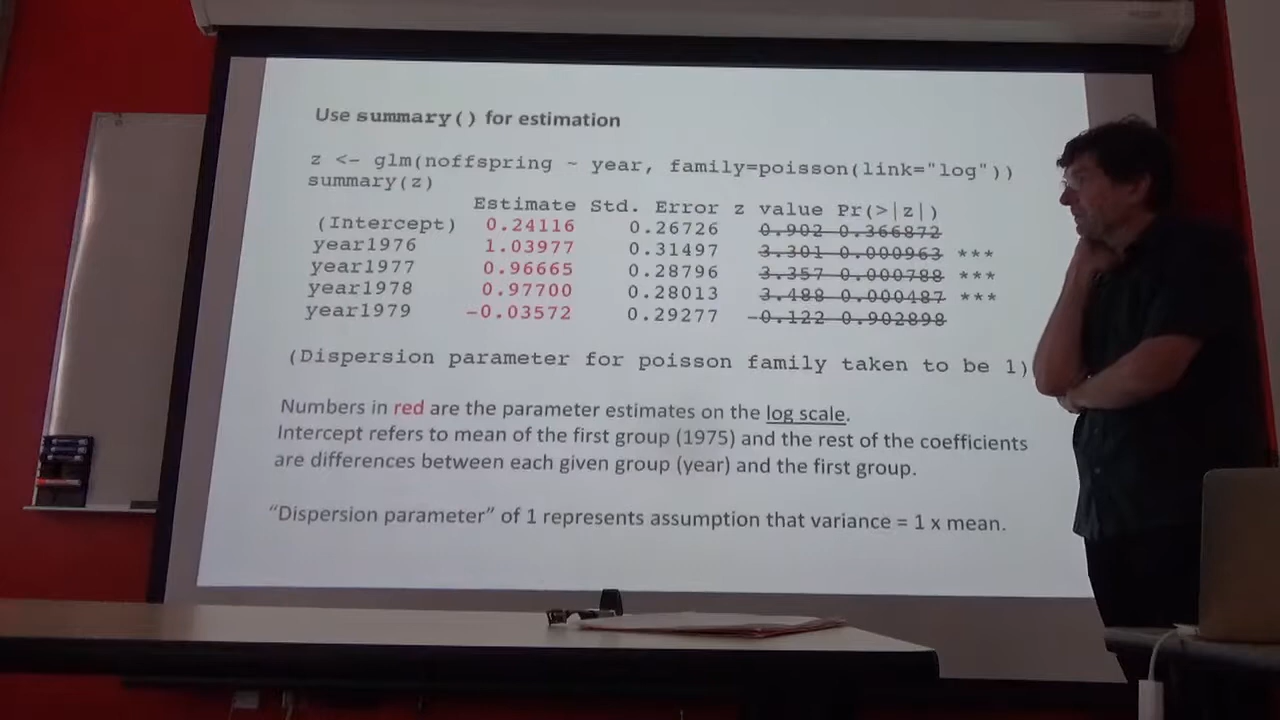 Use summary() for estimation
z <- glm(noffspring ~ year, family=poisson(link="log"))
summary(z)
Estimate Std. Error z value Pr(>|z|)
(Intercept) 0.24116 0.26726 0.902 0.366872
year1976 1.03977 0.31497 3.301 0.000963 ***
year1977 0.96665 0.28796 3.357 0.000788 ***
year1978 0.97700 0.28013 3.488 0.000487 ***
year1979 -0.03572 0.29277 -0.122 0.902898
(Dispersion parameter for poisson family taken to be 1)
Numbers in red are the parameter estimates on the log scale.
Intercept refers to mean of the first group (1975) and the rest of the coefficients
are differences between each given group (year) and the first group.
“Dispersion parameter” of 1 represents assumption that variance = 1 x mean.